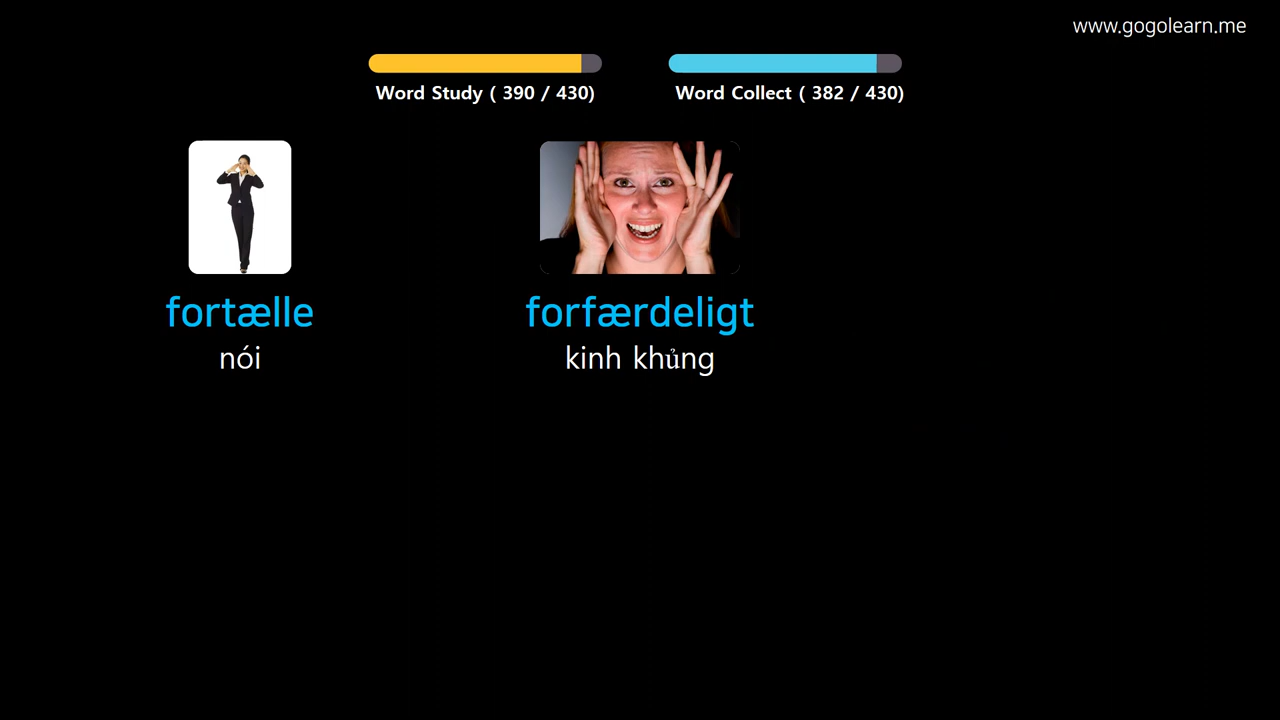 www.gogolearn.me
Word Study ( 390 / 430)
Word Collect ( 382 / 430)
fortælle
nói
forfærdeligt
kinh khủng